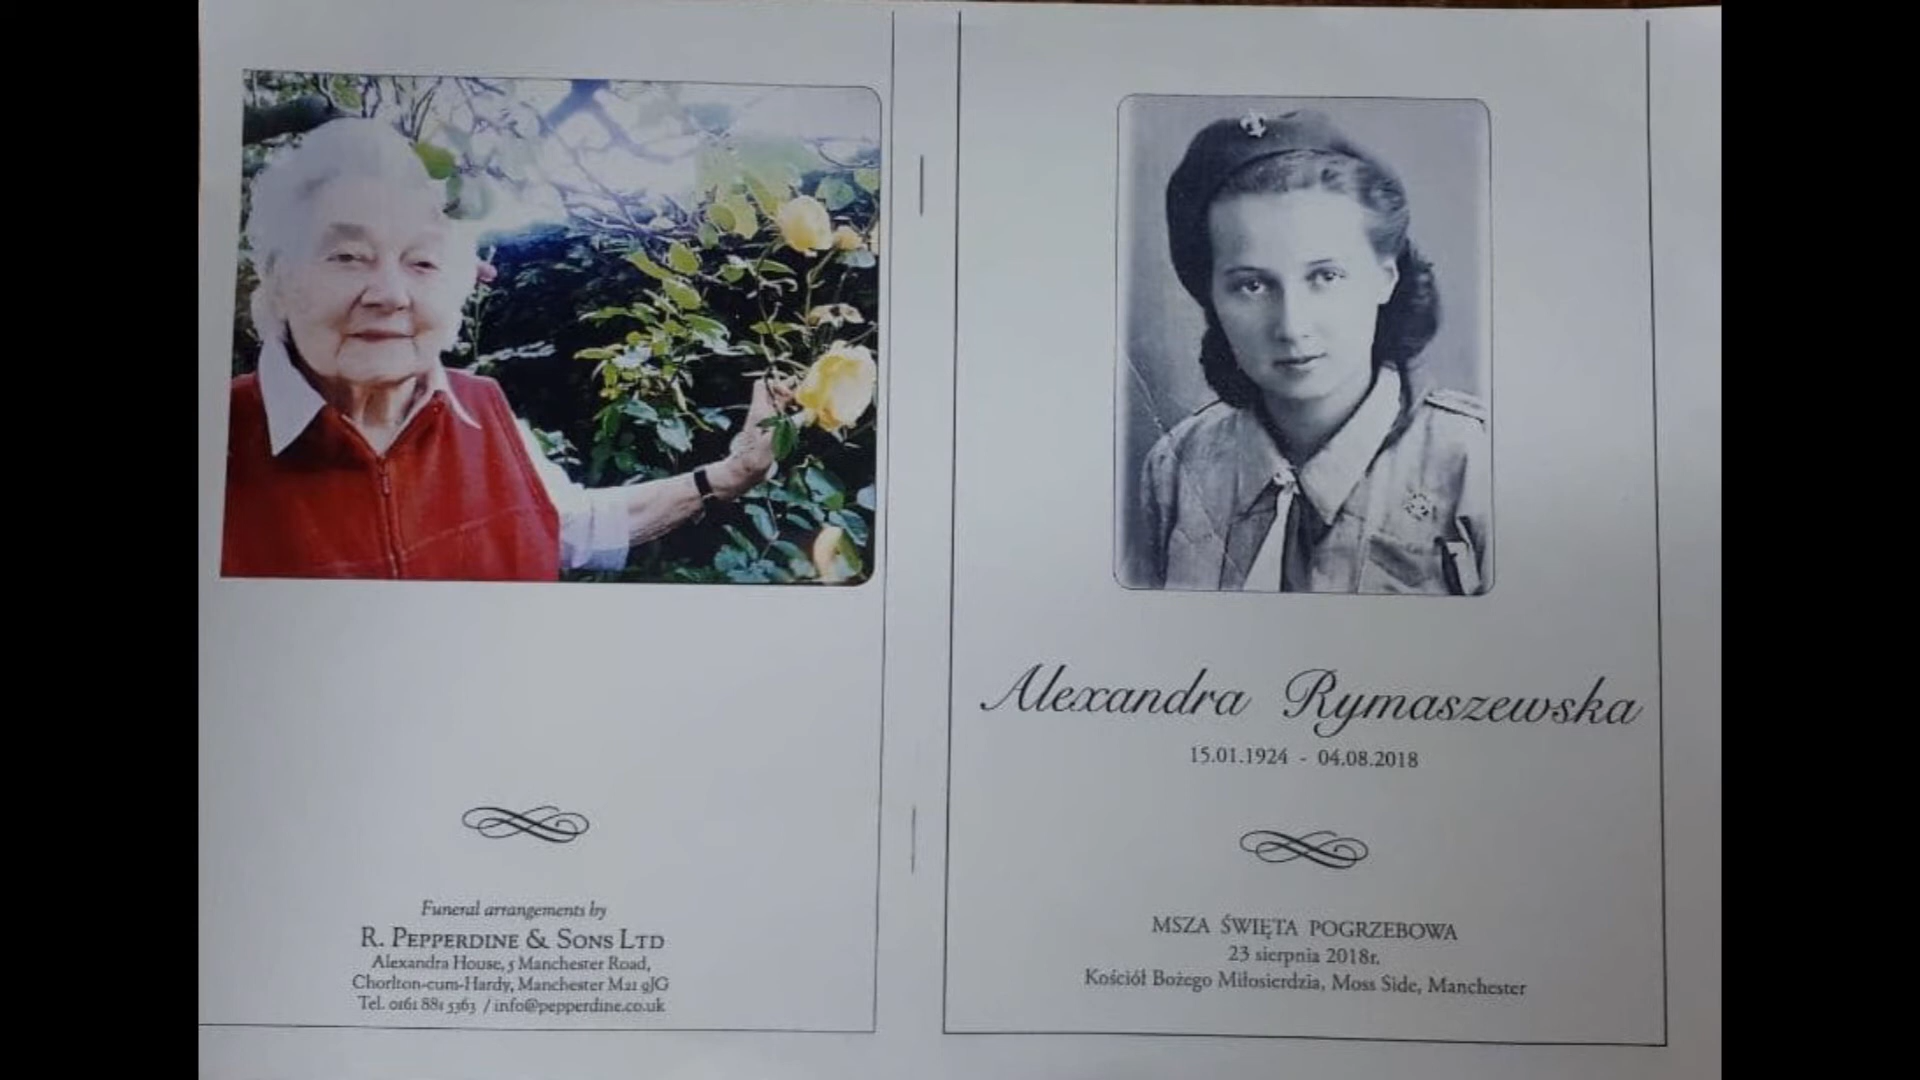 Funeral arrangements by
R. PEPPERDINE & SONS LTD
Alexandra House, 5 Manchester Road,
Chorlton-cum-Hardy, Manchester M21 9JG
Tel. 0161 881 5363 / info@pepperdine.co.uk
Alexandra Rymaszewska
15.01.1924 - 04.08.2018
MSZA ŚWIĘTA POGRZEBOWA
23 sierpnia 2018r.
Kościół Bożego Miłosierdzia, Moss Side, Manchester